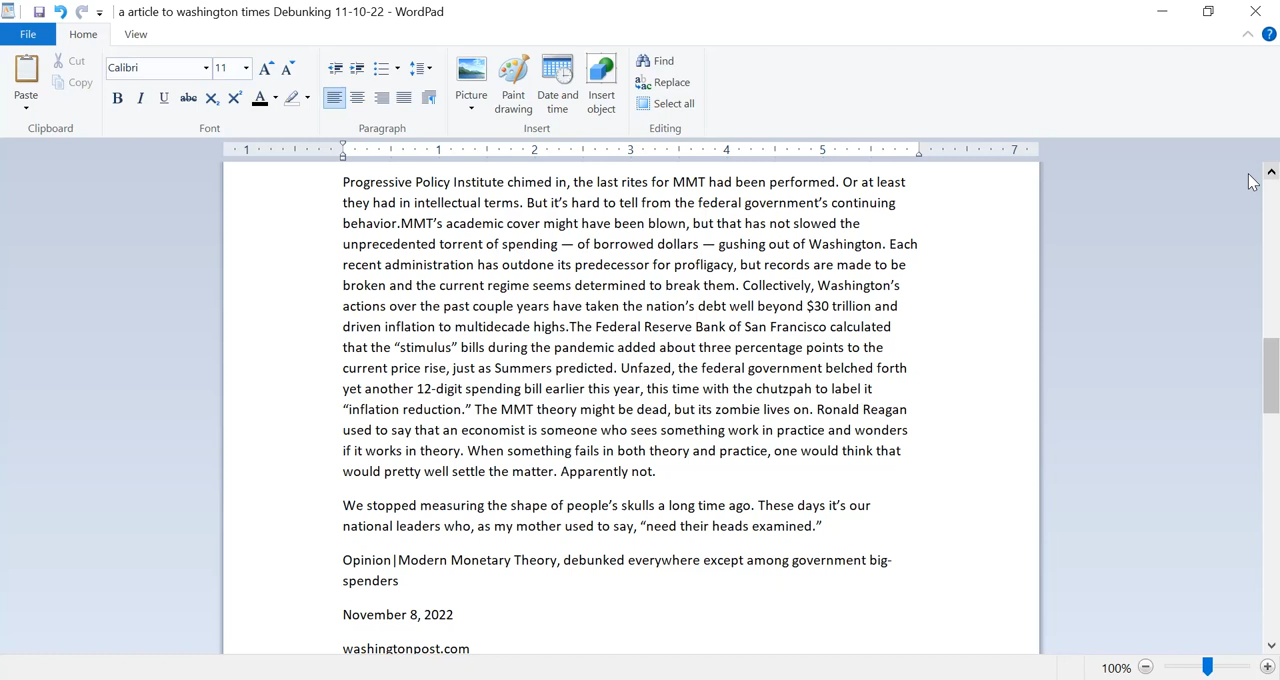 a article to washington times Debunking 11-10-22 - WordPad
File Home View
Cut
Copy
Paste
Calibri 11
B I U abc X₂ X² A
Picture
Paint drawing
Date and time
Insert object
Find
Replace
Select all
Clipboard Font Paragraph Insert Editing
1 1 2 3 4 5 7
Progressive Policy Institute chimed in, the last rites for MMT had been performed. Or at least
they had in intellectual terms. But it’s hard to tell from the federal government’s continuing
behavior.MMT’s academic cover might have been blown, but that has not slowed the
unprecedented torrent of spending — of borrowed dollars — gushing out of Washington. Each
recent administration has outdone its predecessor for profligacy, but records are made to be
broken and the current regime seems determined to break them. Collectively, Washington’s
actions over the past couple years have taken the nation’s debt well beyond $30 trillion and
driven inflation to multidecade highs.The Federal Reserve Bank of San Francisco calculated
that the “stimulus” bills during the pandemic added about three percentage points to the
current price rise, just as Summers predicted. Unfazed, the federal government belched forth
yet another 12-digit spending bill earlier this year, this time with the chutzpah to label it
“inflation reduction.” The MMT theory might be dead, but its zombie lives on. Ronald Reagan
used to say that an economist is someone who sees something work in practice and wonders
if it works in theory. When something fails in both theory and practice, one would think that
would pretty well settle the matter. Apparently not.
We stopped measuring the shape of people’s skulls a long time ago. These days it’s our
national leaders who, as my mother used to say, “need their heads examined.”
Opinion|Modern Monetary Theory, debunked everywhere except among government big-
spenders
November 8, 2022
washingtonpost.com
100%